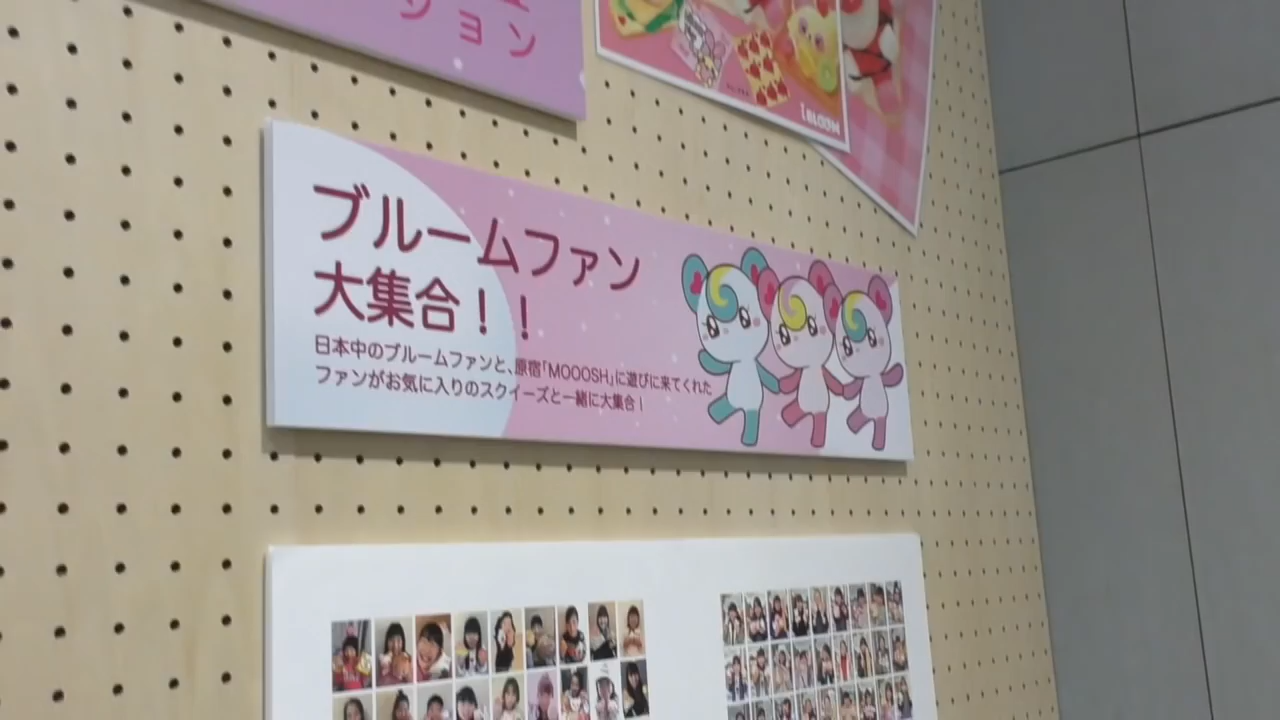 ション
iBLOOM
ブルームファン
大集合！！
日本中のブルームファンと、原宿「MOOOSH」に遊びに来てくれた
ファンがお気に入りのスクイーズと一緒に大集合！